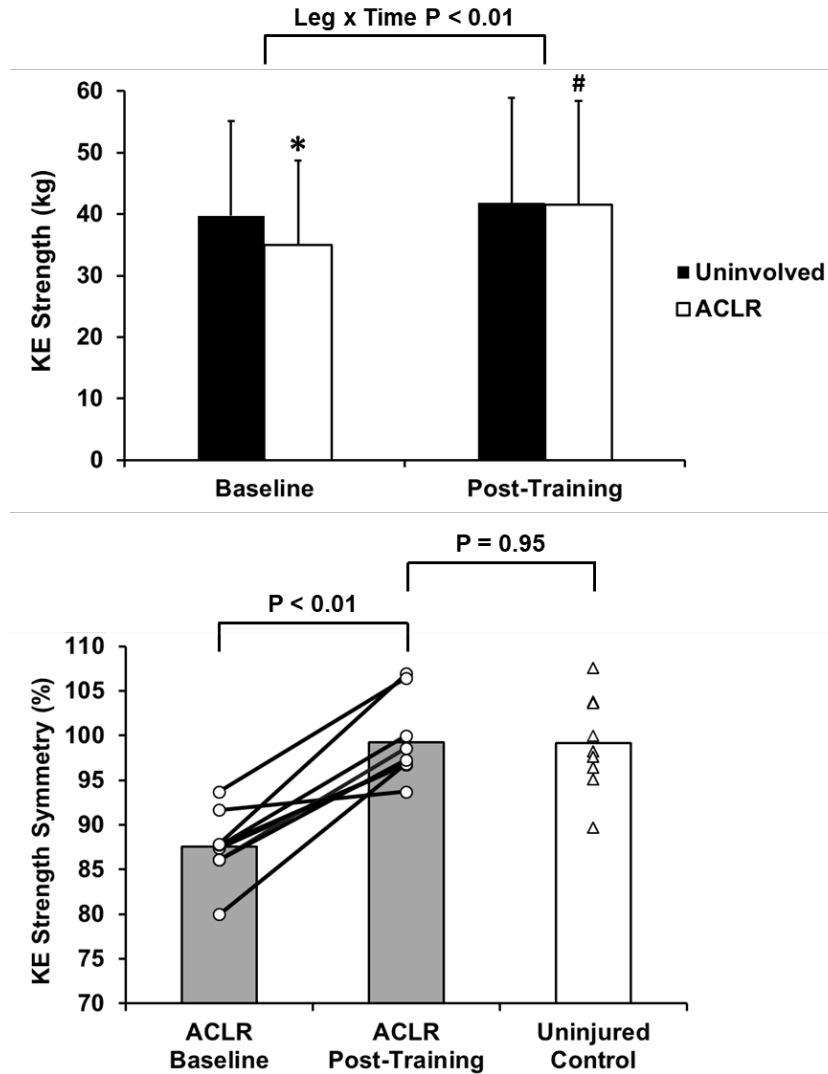 Leg x Time P < 0.01
60
50
40
30
20
10
0
KE Strength (kg)
*
#
Uninvolved
ACLR
Baseline
Post-Training
P = 0.95
P < 0.01
110
105
100
95
90
85
80
75
70
KE Strength Symmetry (%)
ACLR
Baseline
ACLR
Post-Training
Uninjured
Control